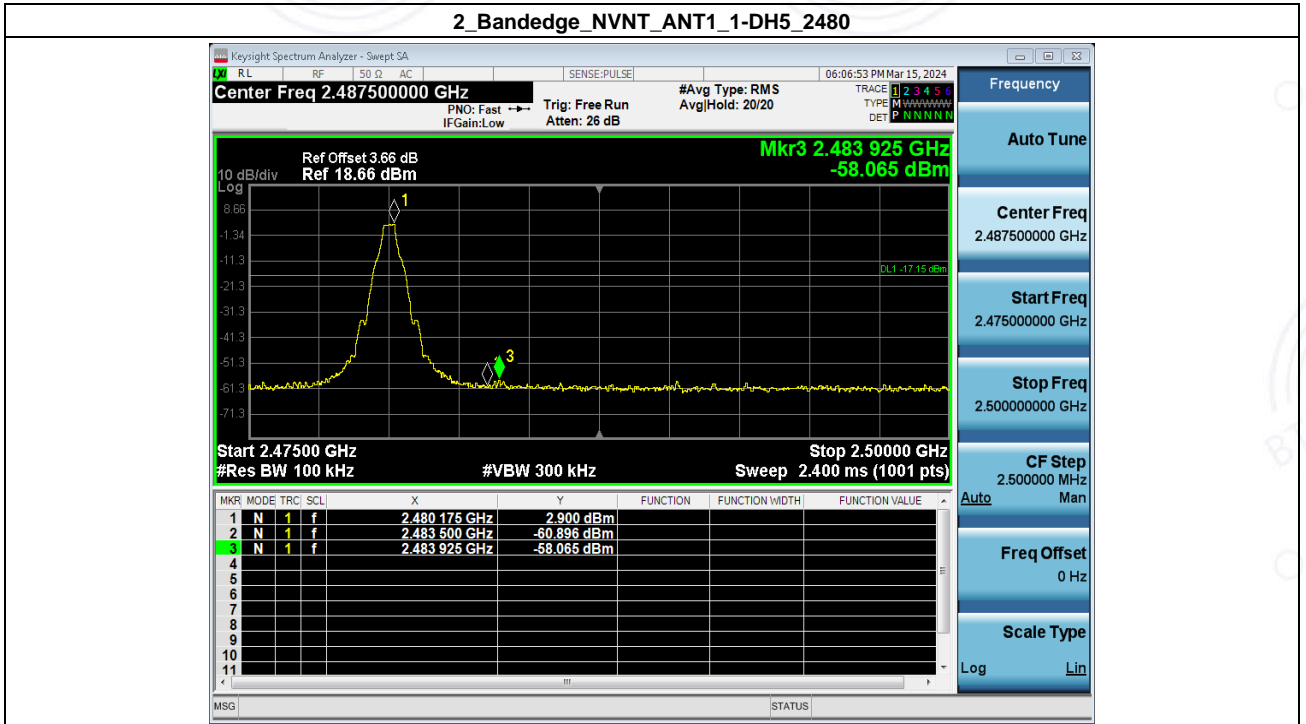 2_Bandedge_NVNT_ANT1_1-DH5_2480
Keysight Spectrum Analyzer - Swept SA
LXI RL RF 50 Ω AC SENSE:PULSE 06:06:53 PM Mar 15, 2024
Center Freq 2.487500000 GHz #Avg Type: RMS TRACE 1 2 3 4 5 6
PNO: Fast Trig: Free Run Avg|Hold: 20/20 TYPE M WWWWW
IFGain:Low Atten: 26 dB DET P N N N N N
Mkr3 2.483 925 GHz
-58.065 dBm
Ref Offset 3.66 dB
10 dB/div Ref 18.66 dBm
Log
1
8.66
-1.34
-11.3
DL1 -17.15 dBm
-21.3
-31.3
-41.3
3
-51.3
-61.3
-71.3
Start 2.47500 GHz Stop 2.50000 GHz
#Res BW 100 kHz #VBW 300 kHz Sweep 2.400 ms (1001 pts)
MKR MODE TRC SCL X Y FUNCTION FUNCTION WIDTH FUNCTION VALUE
1 N 1 f 2.480 175 GHz 2.900 dBm
2 N 1 f 2.483 500 GHz -60.896 dBm
3 N 1 f 2.483 925 GHz -58.065 dBm
4
5
6
7
8
9
10
11
MSG STATUS
Frequency
Auto Tune
Center Freq
2.487500000 GHz
Start Freq
2.475000000 GHz
Stop Freq
2.500000000 GHz
CF Step
2.500000 MHz
Auto Man
Freq Offset
0 Hz
Scale Type
Log Lin